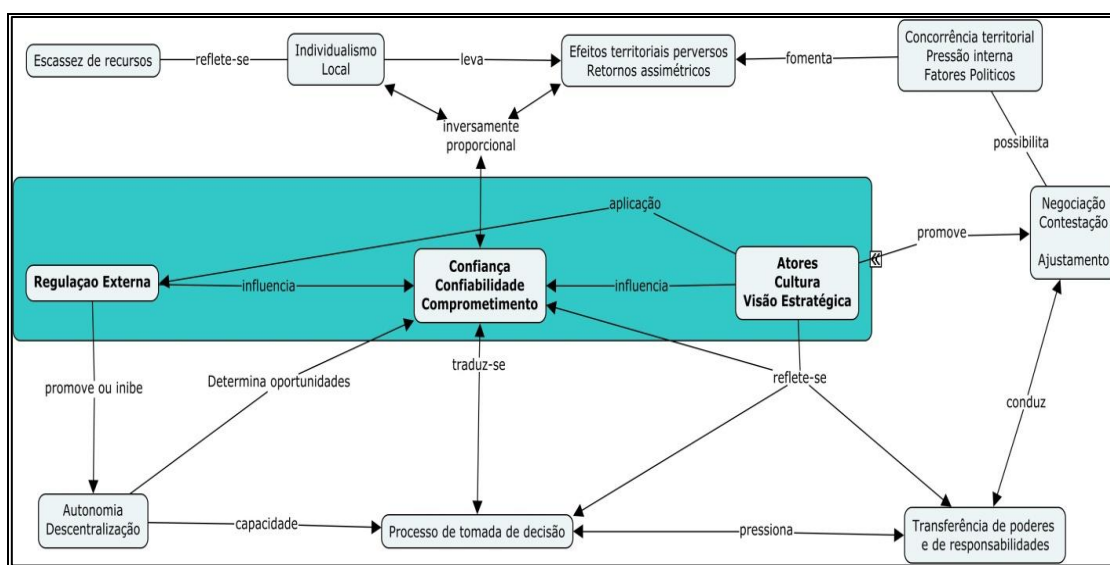 Escassez de recursos
reflete-se
Individualismo
Local
leva
Efeitos territoriais perversos
Retornos assimétricos
fomenta
Concorrência territorial
Pressão interna
Fatores Politicos
inversamente
proporcional
possibilita
aplicação
Negociação
Contestação
Ajustamento
promove
Regulaçao Externa
influencia
Confiança
Confiabilidade
Comprometimento
influencia
Atores
Cultura
Visão Estratégica
promove ou inibe
Determina oportunidades
traduz-se
reflete-se
conduz
Autonomia
Descentralização
capacidade
Processo de tomada de decisão
pressiona
Transferência de poderes
e de responsabilidades